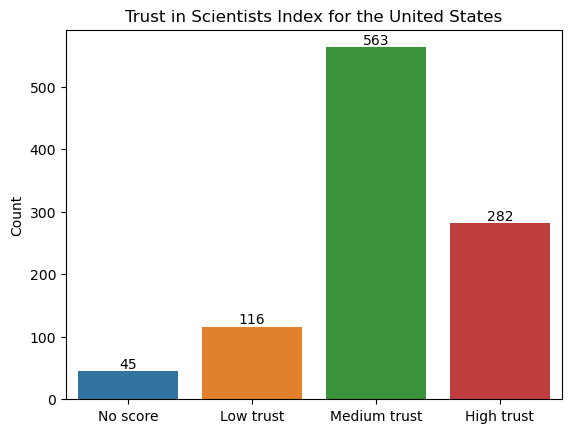 Trust in Scientists Index for the United States
Count
500
400
300
200
100
0
563
282
116
45
No score
Low trust
Medium trust
High trust